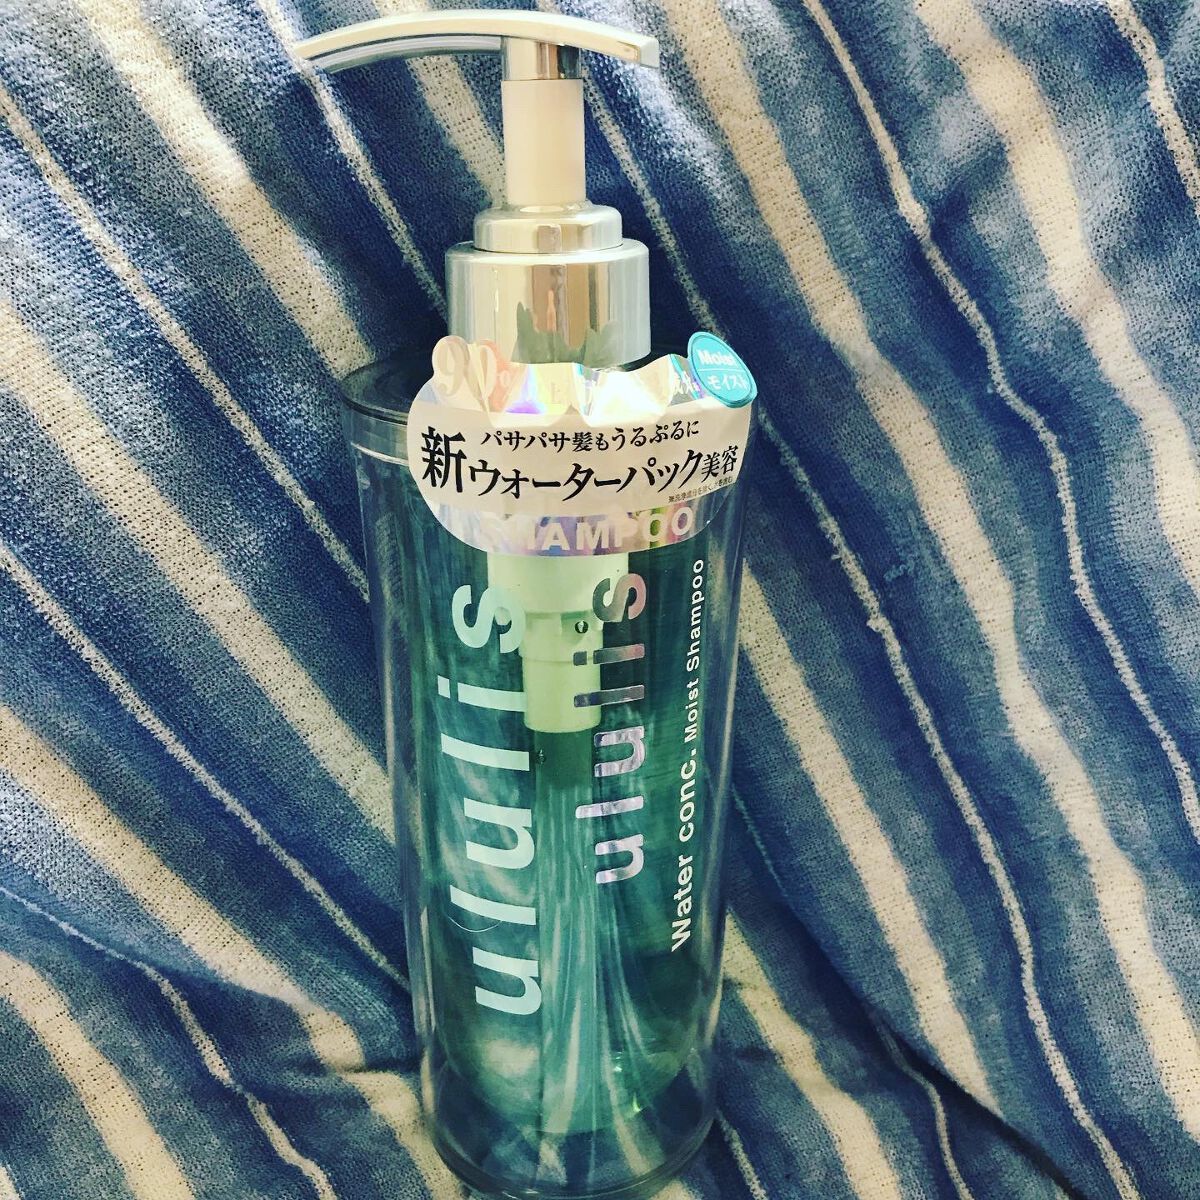 90%
Moist
モイスト
パサパサ髪もうるぷるに
新ウォーターパック美容
SHAMPOO
ululis
ululis
Water conc. Moist Shampoo